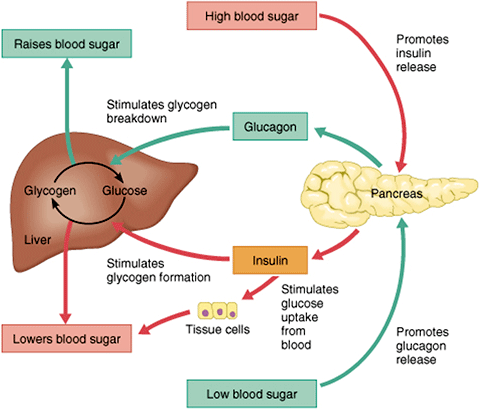 High blood sugar
Raises blood sugar
Promotes
insulin
release
Stimulates glycogen
breakdown
Glucagon
Glycogen
Glucose
Pancreas
Liver
Stimulates
glycogen formation
Insulin
Stimulates
glucose
uptake
from
blood
Tissue cells
Lowers blood sugar
Promotes
glucagon
release
Low blood sugar